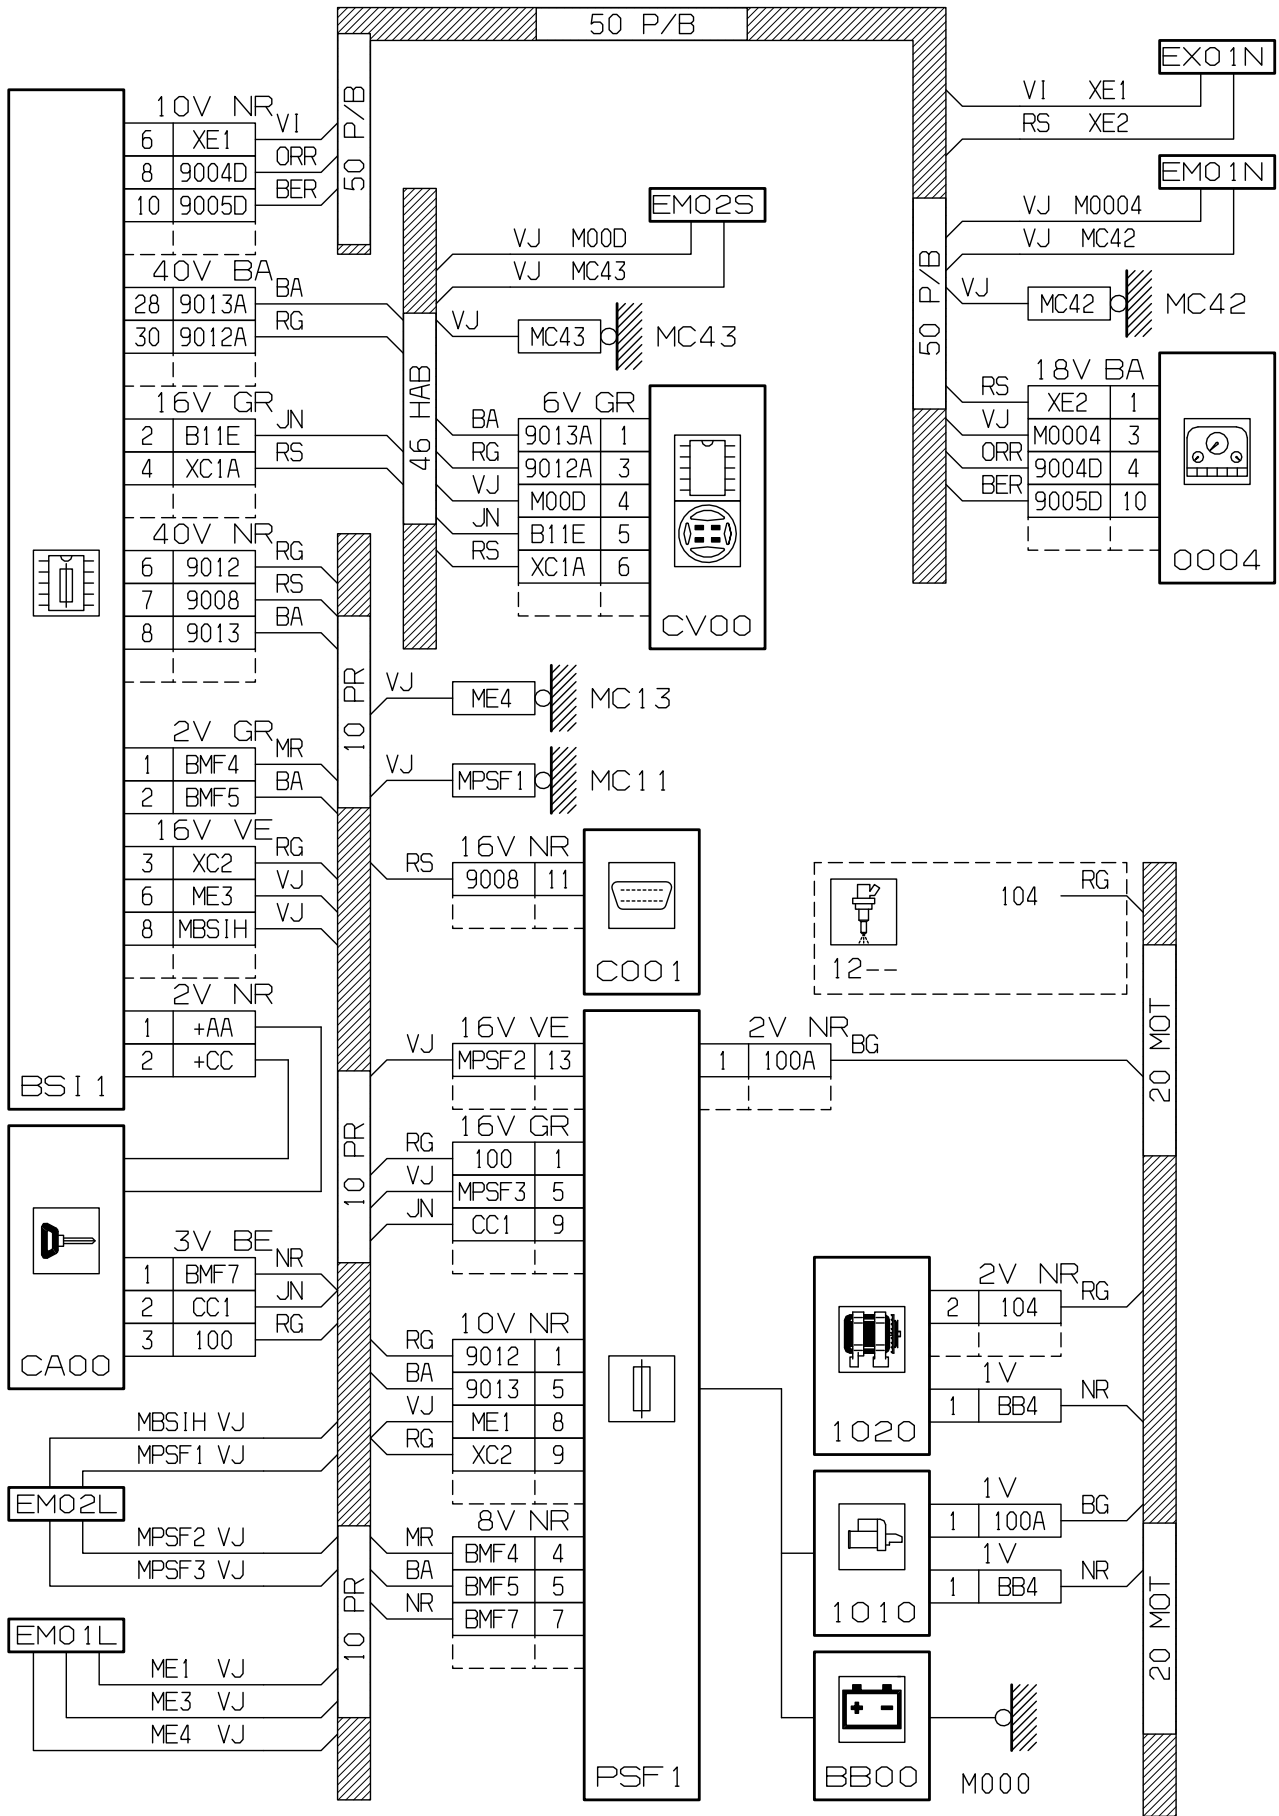 50 P/B
EX01N
VI XE1
RS XE2
EM01N
VJ M0004
VJ MC42
50 P/B
VJ MC42 MC42
18V BA
RS XE2 1
VJ M0004 3
ORR 9004D 4
BER 9005D 10
0004
50 P/B
10V NR
6 XE1 VI
8 9004D ORR
10 9005D BER
40V BA
28 9013A BA
30 9012A RG
16V GR
2 B11E JN
4 XC1A RS
40V NR
6 9012 RG
7 9008 RS
8 9013 BA
2V GR
1 BMF4 MR
2 BMF5 BA
16V VE
3 XC2 RG
6 ME3 VJ
8 MBSIH VJ
2V NR
1 +AA
2 +CC
BSI1
EM02S
VJ M00D
VJ MC43
46 HAB
VJ MC43 MC43
6V GR
BA 9013A 1
RG 9012A 3
VJ M00D 4
JN B11E 5
RS XC1A 6
CV00
10 PR
VJ ME4 MC13
VJ MPSF1 MC11
16V NR
RS 9008 11
C001
104 RG
12--
20 MOT
16V VE
VJ MPSF2 13
2V NR
1 100A BG
10 PR
16V GR
RG 100 1
VJ MPSF3 5
JN CC1 9
3V BE
1 BMF7 NR
2 CC1 JN
3 100 RG
CA00
10V NR
RG 9012 1
BA 9013 5
VJ ME1 8
RG XC2 9
8V NR
MR BMF4 4
BA BMF5 5
NR BMF7 7
PSF1
2V NR
2 104 RG
1V
1 BB4 NR
1020
1V
1 100A BG
1V
1 BB4 NR
1010
20 MOT
BB00
+ -
M000
MBSIH VJ
MPSF1 VJ
EM02L
MPSF2 VJ
MPSF3 VJ
10 PR
EM01L
ME1 VJ
ME3 VJ
ME4 VJ